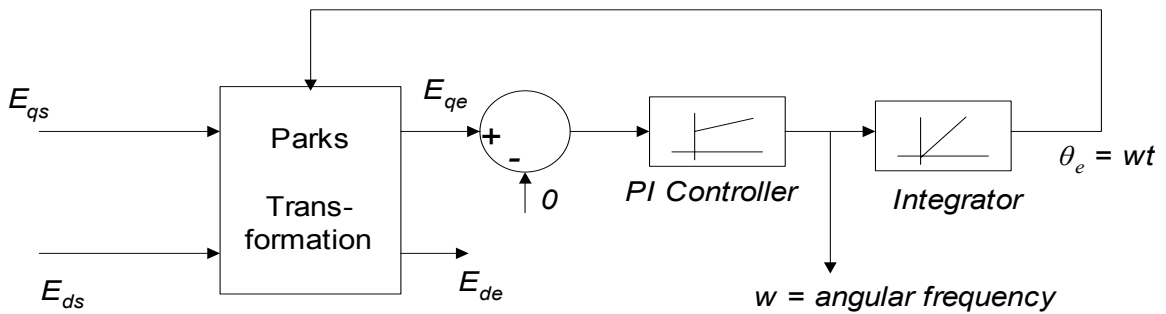 E_qs
E_ds
Parks
Trans-
formation
E_qe
E_de
+
-
0
PI Controller
Integrator
θ_e = wt
w = angular frequency